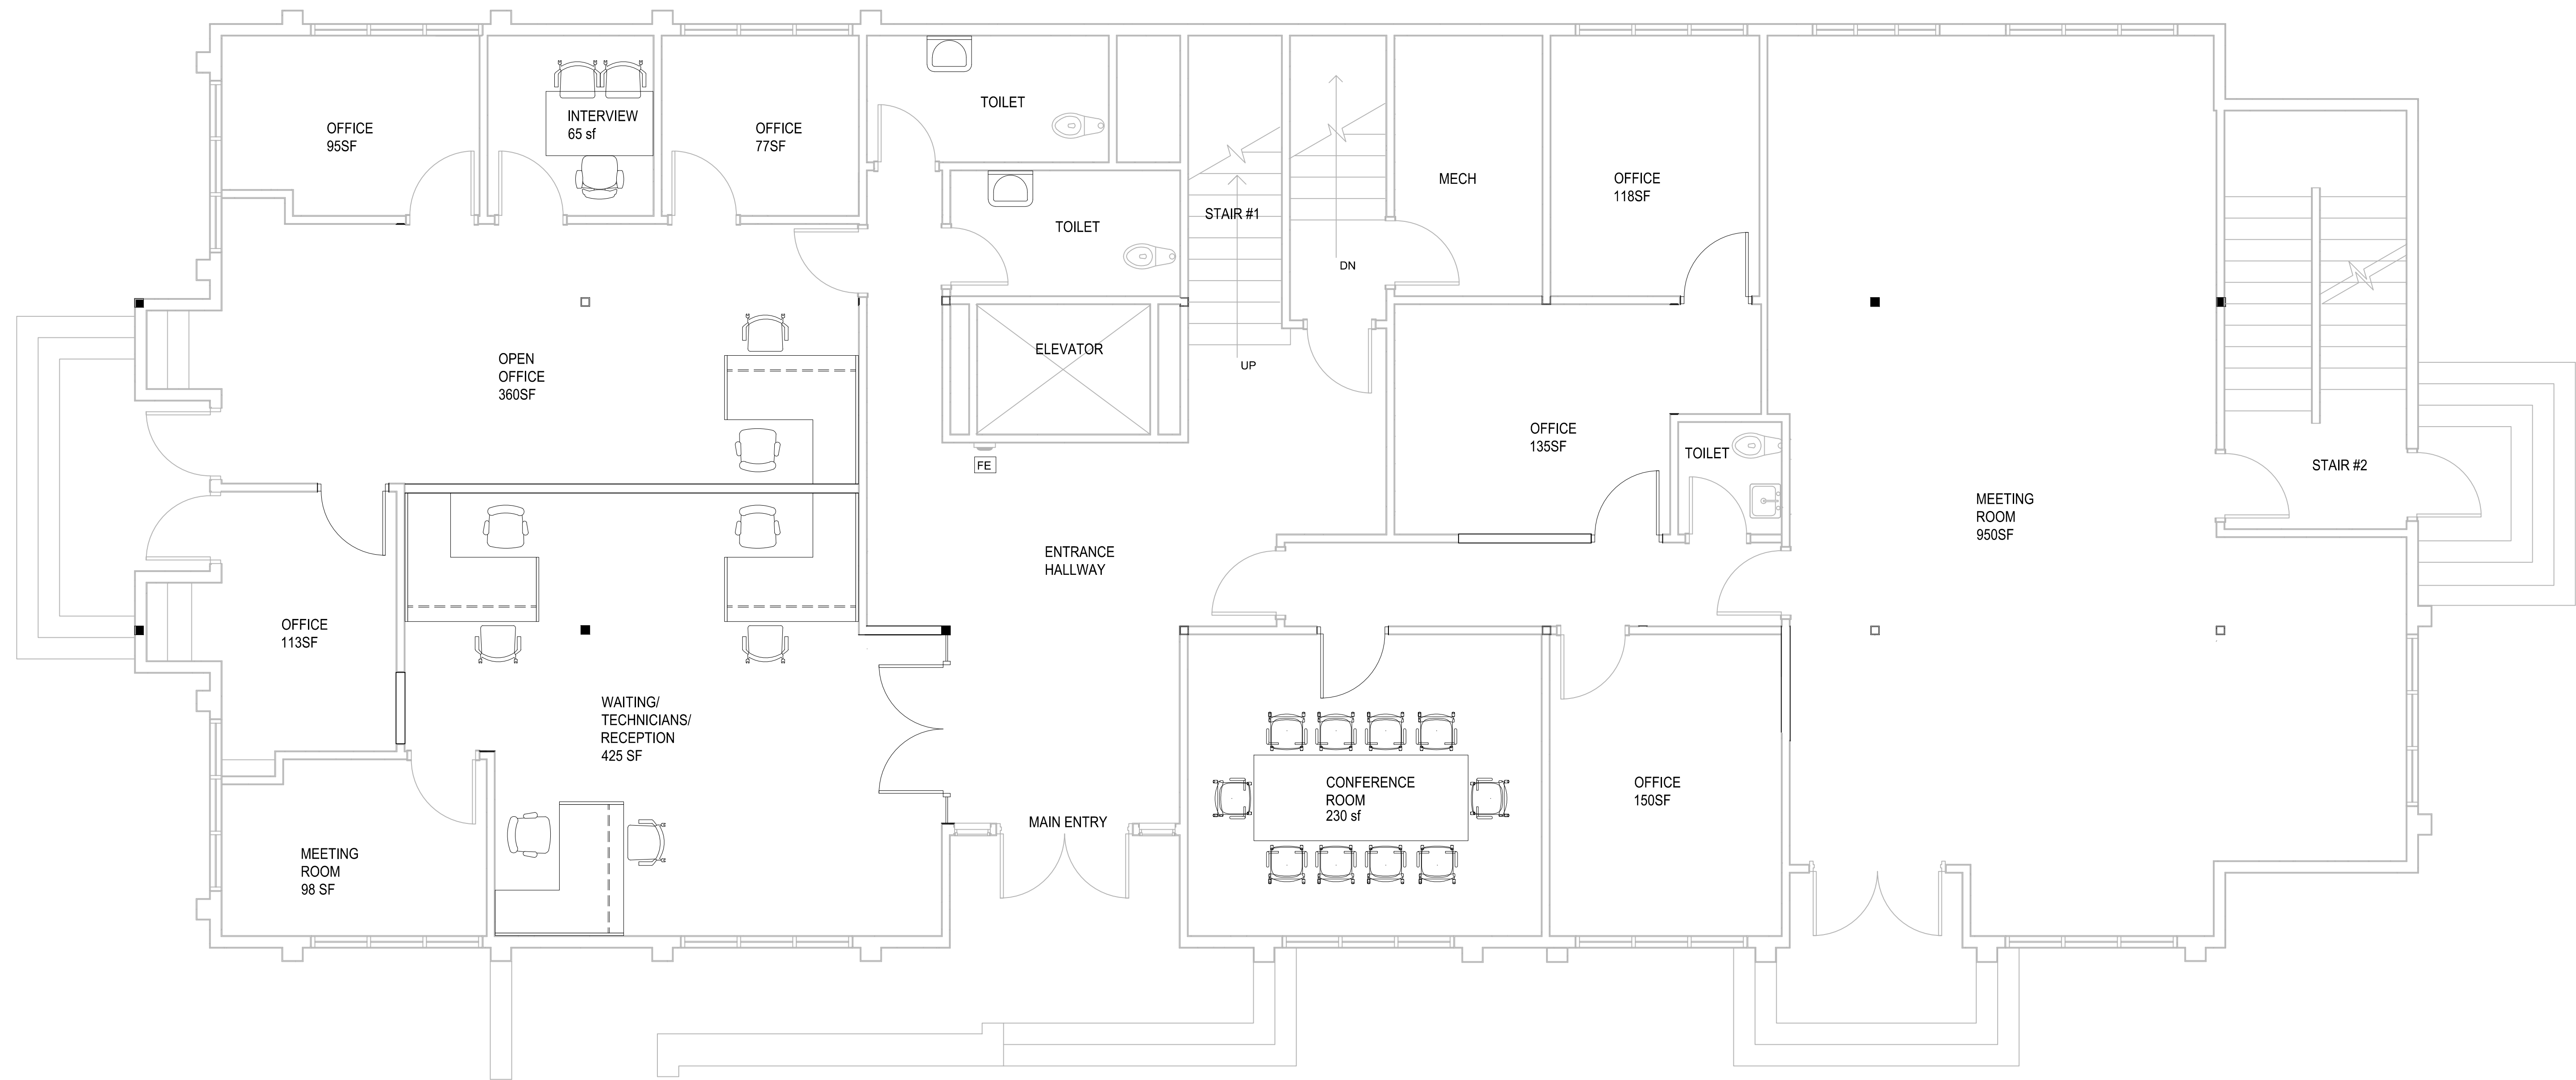 OFFICE
95SF
INTERVIEW
65 sf
OFFICE
77SF
TOILET
TOILET
STAIR #1
DN
UP
MECH
OFFICE
118SF
OPEN
OFFICE
360SF
ELEVATOR
FE
OFFICE
135SF
TOILET
STAIR #2
MEETING
ROOM
950SF
ENTRANCE
HALLWAY
OFFICE
113SF
WAITING/
TECHNICIANS/
RECEPTION
425 SF
MAIN ENTRY
CONFERENCE
ROOM
230 sf
OFFICE
150SF
MEETING
ROOM
98 SF